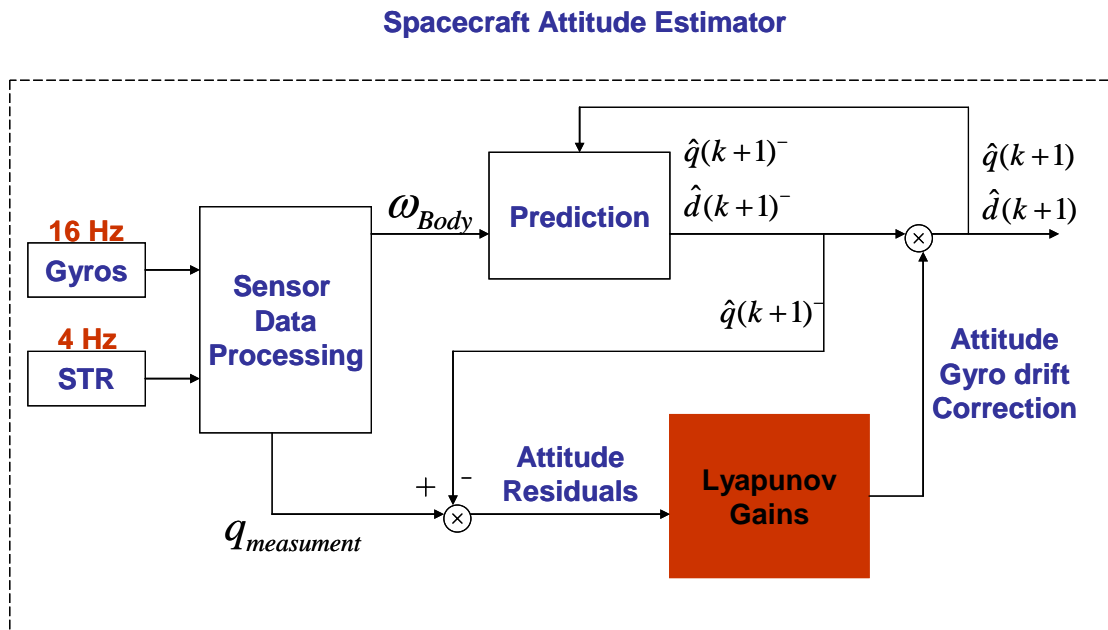 Spacecraft Attitude Estimator
16 Hz
Gyros
4 Hz
STR
Sensor
Data
Processing
ω_Body
Prediction
q̂(k+1)⁻
d̂(k+1)⁻
q̂(k+1)
d̂(k+1)
×
q̂(k+1)⁻
Attitude
Gyro drift
Correction
+
-
×
q_measument
Attitude
Residuals
Lyapunov
Gains